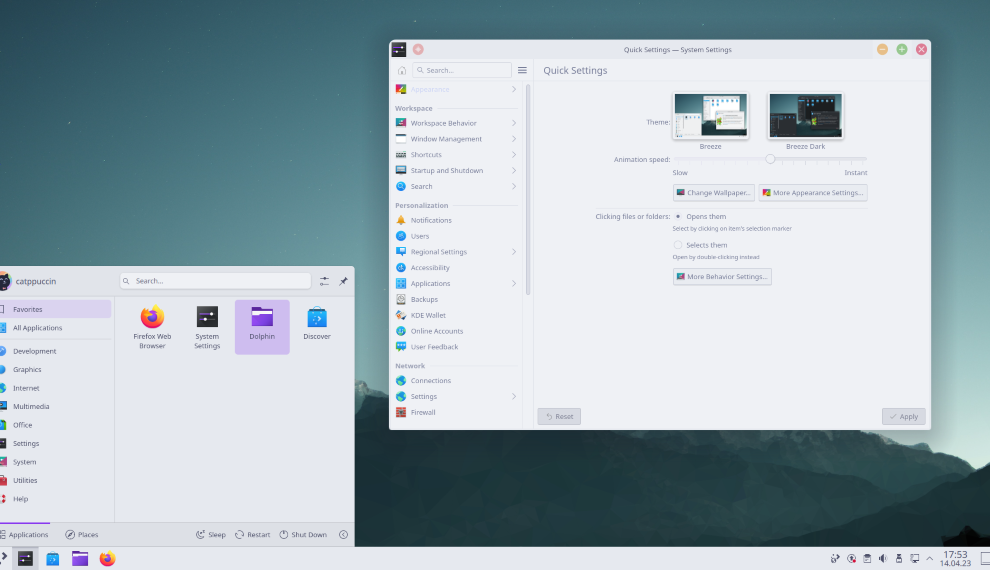 Quick Settings — System Settings
Search...
Quick Settings
Appearance
Workspace
Workspace Behavior
Window Management
Shortcuts
Startup and Shutdown
Search
Personalization
Notifications
Users
Regional Settings
Accessibility
Applications
Backups
KDE Wallet
Online Accounts
User Feedback
Network
Connections
Settings
Firewall
Theme:
Breeze
Breeze Dark
Animation speed:
Slow
Instant
Change Wallpaper...
More Appearance Settings...
Clicking files or folders:
Opens them
Select by clicking on item's selection marker
Selects them
Open by double-clicking instead
More Behavior Settings...
Reset
Apply
catppuccin
Search...
Favorites
All Applications
Development
Graphics
Internet
Multimedia
Office
Settings
System
Utilities
Help
Firefox Web
Browser
System
Settings
Dolphin
Discover
Applications
Places
Sleep
Restart
Shut Down
17:53
14.04.23